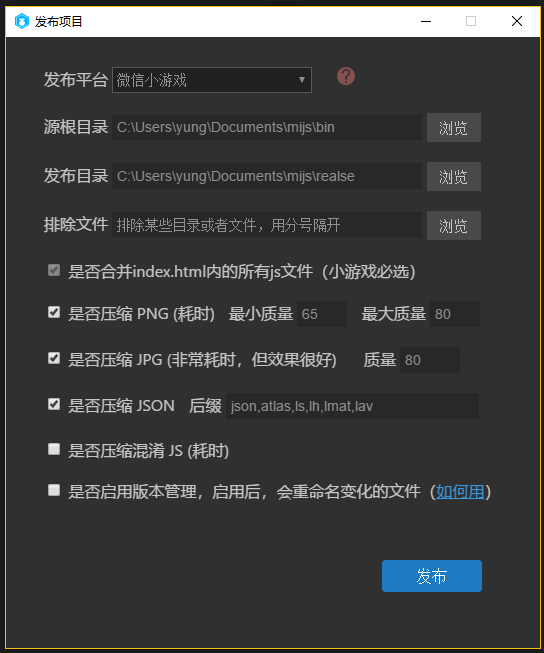 发布项目
发布平台 微信小游戏 ?
源根目录 C:\Users\yung\Documents\mijs\bin 浏览
发布目录 C:\Users\yung\Documents\mijs\realse 浏览
排除文件 排除某些目录或者文件，用分号隔开 浏览
是否合并index.html内的所有js文件（小游戏必选）
是否压缩 PNG (耗时) 最小质量 65 最大质量 80
是否压缩 JPG (非常耗时，但效果很好) 质量 80
是否压缩 JSON 后缀 json,atlas,ls,lh,lmat,lav
是否压缩混淆 JS (耗时)
是否启用版本管理，启用后，会重命名变化的文件（如何用）
发布